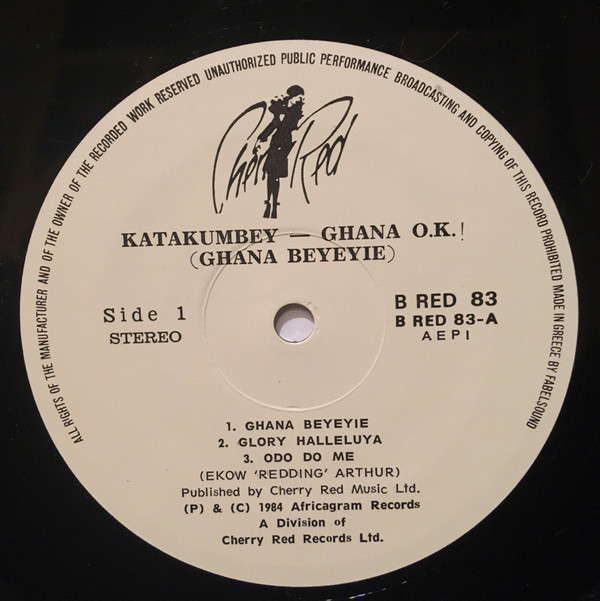 ALL RIGHTS OF THE MANUFACTURER AND OF THE OWNER OF THE RECORDED WORK RESERVED UNAUTHORIZED PUBLIC PERFORMANCE BROADCASTING AND COPYING OF THIS RECORD PROHIBITED MADE IN GREECE BY FABELSOUND
Cherry Red
KATAKUMBEY — GHANA O.K.!
(GHANA BEYEYIE)
Side 1
STEREO
B RED 83
B RED 83-A
AEPI
1. GHANA BEYEYIE
2. GLORY HALLELUYA
3. ODO DO ME
(EKOW 'REDDING' ARTHUR)
Published by Cherry Red Music Ltd.
(P) & (C) 1984 Africagram Records
A Division of
Cherry Red Records Ltd.